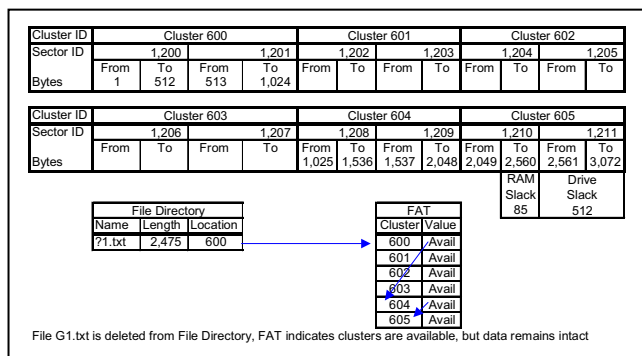 Cluster ID Cluster 600 Cluster 601 Cluster 602
Sector ID 1,200 1,201 1,202 1,203 1,204 1,205
From To From To From To From To From To From To
Bytes 1 512 513 1,024
Cluster ID Cluster 603 Cluster 604 Cluster 605
Sector ID 1,206 1,207 1,208 1,209 1,210 1,211
From To From To From To From To From To From To
Bytes 1,025 1,536 1,537 2,048 2,049 2,560 2,561 3,072
RAM Drive
Slack Slack
85 512
File Directory FAT
Name Length Location Cluster Value
?1.txt 2,475 600 600 Avail
601 Avail
602 Avail
603 Avail
604 Avail
605 Avail
File G1.txt is deleted from File Directory, FAT indicates clusters are available, but data remains intact